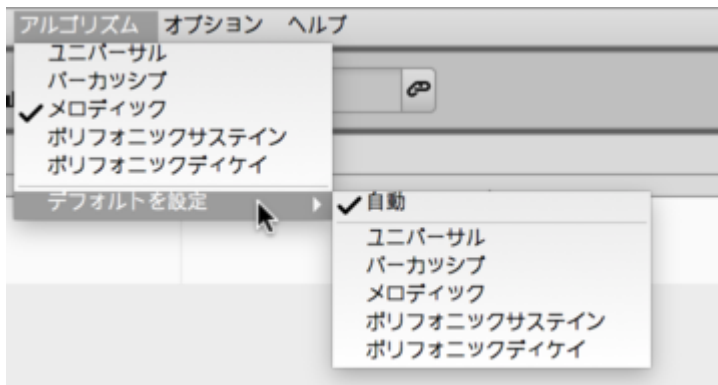 アルゴリズム オプション ヘルプ
ユニバーサル
パーカッシブ
メロディック
ポリフォニックサステイン
ポリフォニックディケイ
デフォルトを設定
自動
ユニバーサル
パーカッシブ
メロディック
ポリフォニックサステイン
ポリフォニックディケイ